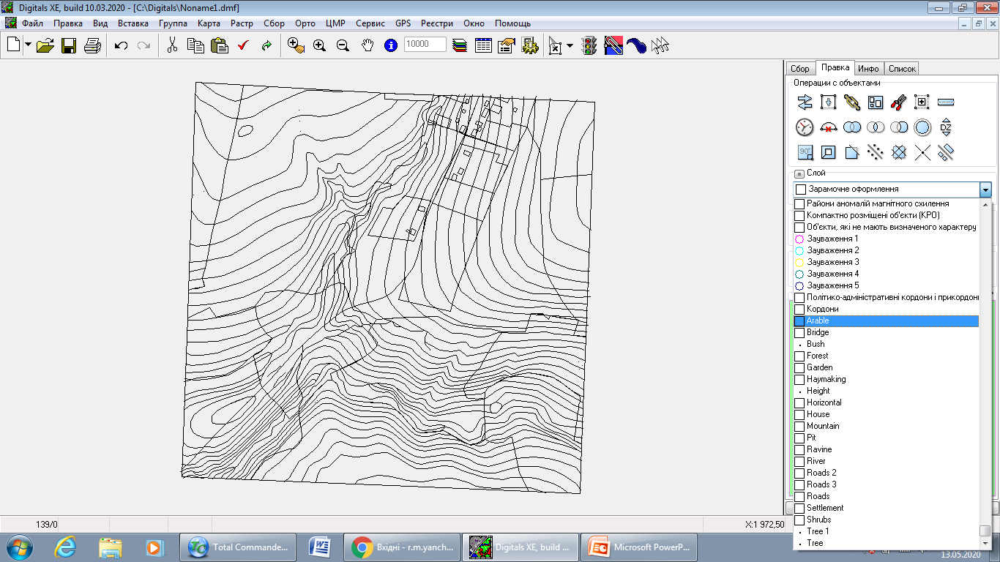 Digitals XE, build 10.03.2020 - [C:\Digitals\Noname1.dmf]
Файл Правка Вид Вставка Группа Карта Растр Сбор Орто ЦМР Сервис GPS Реєстри Окно Помощь
10000
Сбор Правка Инфо Список
Операции с объектами
DZ
90°
Слой
Зарамочне оформлення
Райони аномалій магнітного схилення
Компактно розміщені об'єкти (КРО)
Об'єкти, які не мають визначеного характеру
Зауваження 1
Зауваження 2
Зауваження 3
Зауваження 4
Зауваження 5
Політико-адміністративні кордони і прикордонн
Кордони
Arable
Bridge
Bush
Forest
Garden
Haymaking
Height
Horizontal
House
Mountain
Pit
Ravine
River
Roads 2
Roads 3
Roads
Settlement
Shrubs
Tree 1
Tree
139/0
X:1 972,50
Total Commande...
Вхідні - r.m.yanch...
Digitals XE, build ...
Microsoft PowerP...
13.05.2020